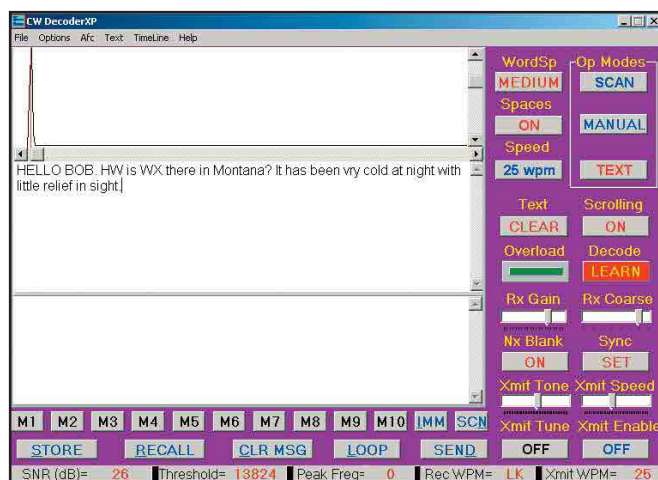 CW DecoderXP
File Options Afc Text TimeLine Help
HELLO BOB. HW is WX there in Montana? It has been vry cold at night with
little relief in sight.
WordSp Op Modes
MEDIUM SCAN
Spaces
ON MANUAL
Speed
25 wpm TEXT
Text Scrolling
CLEAR ON
Overload Decode
LEARN
Rx Gain Rx Coarse
Nx Blank Sync
ON SET
Xmit Tone Xmit Speed
Xmit Tune Xmit Enable
OFF OFF
M1 M2 M3 M4 M5 M6 M7 M8 M9 M10 IMM SCN
STORE RECALL CLR MSG LOOP SEND
SNR (dB)= 26 Threshold= 13824 Peak Freq= 0 Rec WPM= LK Xmit WPM= 25